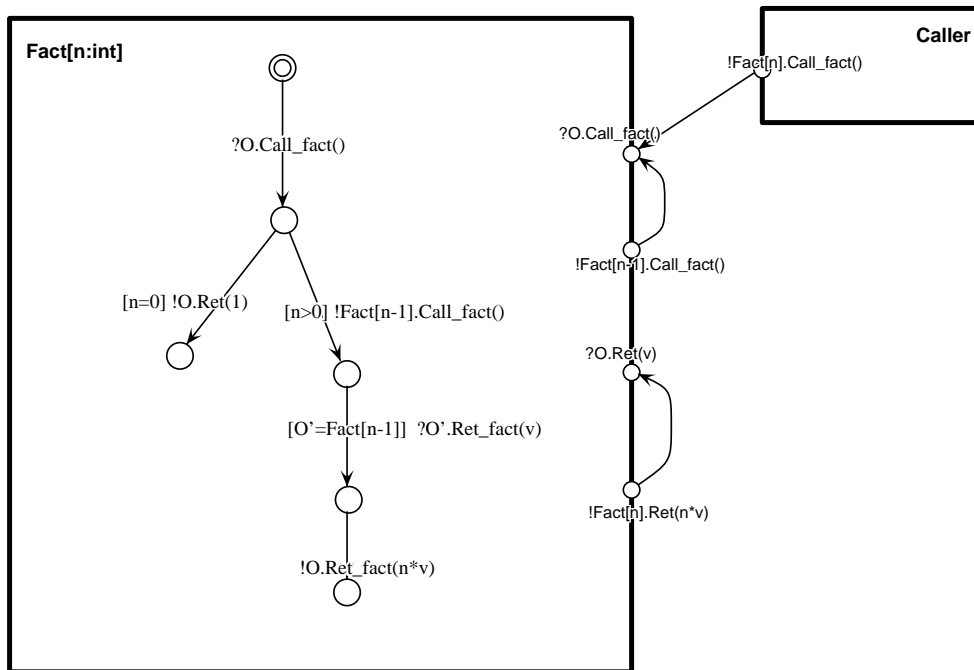 Fact[n:int]
Caller
!Fact[n].Call_fact()
?O.Call_fact()
?O.Call_fact()
!Fact[n-1].Call_fact()
[n=0] !O.Ret(1)
[n>0] !Fact[n-1].Call_fact()
?O.Ret(v)
[O’=Fact[n-1]] ?O’.Ret_fact(v)
!Fact[n].Ret(n*v)
!O.Ret_fact(n*v)